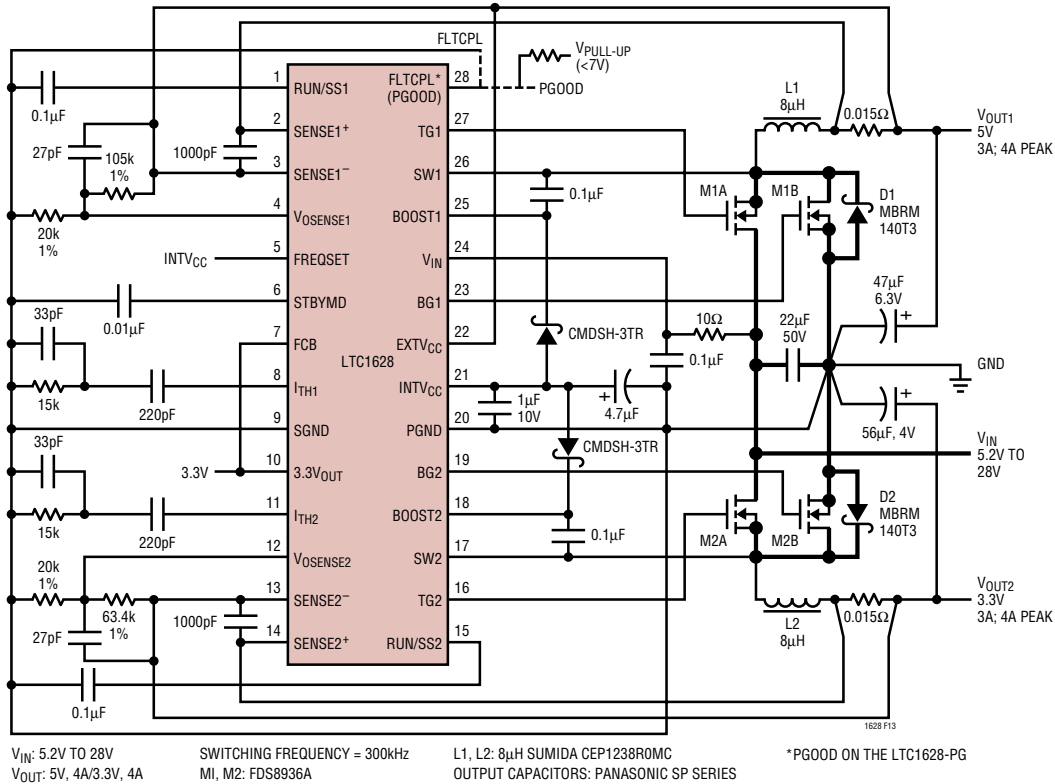 FLTCPL
V_PULL-UP
(<7V)
PGOOD
LTC1628
1 RUN/SS1
2 SENSE1+
3 SENSE1–
4 V_OSENSE1
5 FREQSET
6 STBYMD
7 FCB
8 I_TH1
9 SGND
10 3.3V_OUT
11 I_TH2
12 V_OSENSE2
13 SENSE2–
14 SENSE2+
28 FLTCPL*
(PGOOD)
27 TG1
26 SW1
25 BOOST1
24 V_IN
23 BG1
22 EXTV_CC
21 INTV_CC
20 PGND
19 BG2
18 BOOST2
17 SW2
16 TG2
15 RUN/SS2
0.1µF
27pF
105k
1%
1000pF
20k
1%
INTV_CC
33pF
0.01µF
15k
220pF
33pF
3.3V
15k
220pF
20k
1%
63.4k
1%
27pF
1000pF
0.1µF
L1
8µH
0.015Ω
V_OUT1
5V
3A; 4A PEAK
M1A
M1B
D1
MBRM
140T3
0.1µF
CMDSH-3TR
10Ω
0.1µF
22µF
50V
47µF
6.3V
+
GND
1µF
10V
+
4.7µF
CMDSH-3TR
+
56µF, 4V
V_IN
5.2V TO
28V
0.1µF
M2A
M2B
D2
MBRM
140T3
L2
8µH
0.015Ω
V_OUT2
3.3V
3A; 4A PEAK
1628 F13
V_IN: 5.2V TO 28V
V_OUT: 5V, 4A/3.3V, 4A
SWITCHING FREQUENCY = 300kHz
MI, M2: FDS8936A
L1, L2: 8µH SUMIDA CEP1238R0MC
OUTPUT CAPACITORS: PANASONIC SP SERIES
*PGOOD ON THE LTC1628-PG